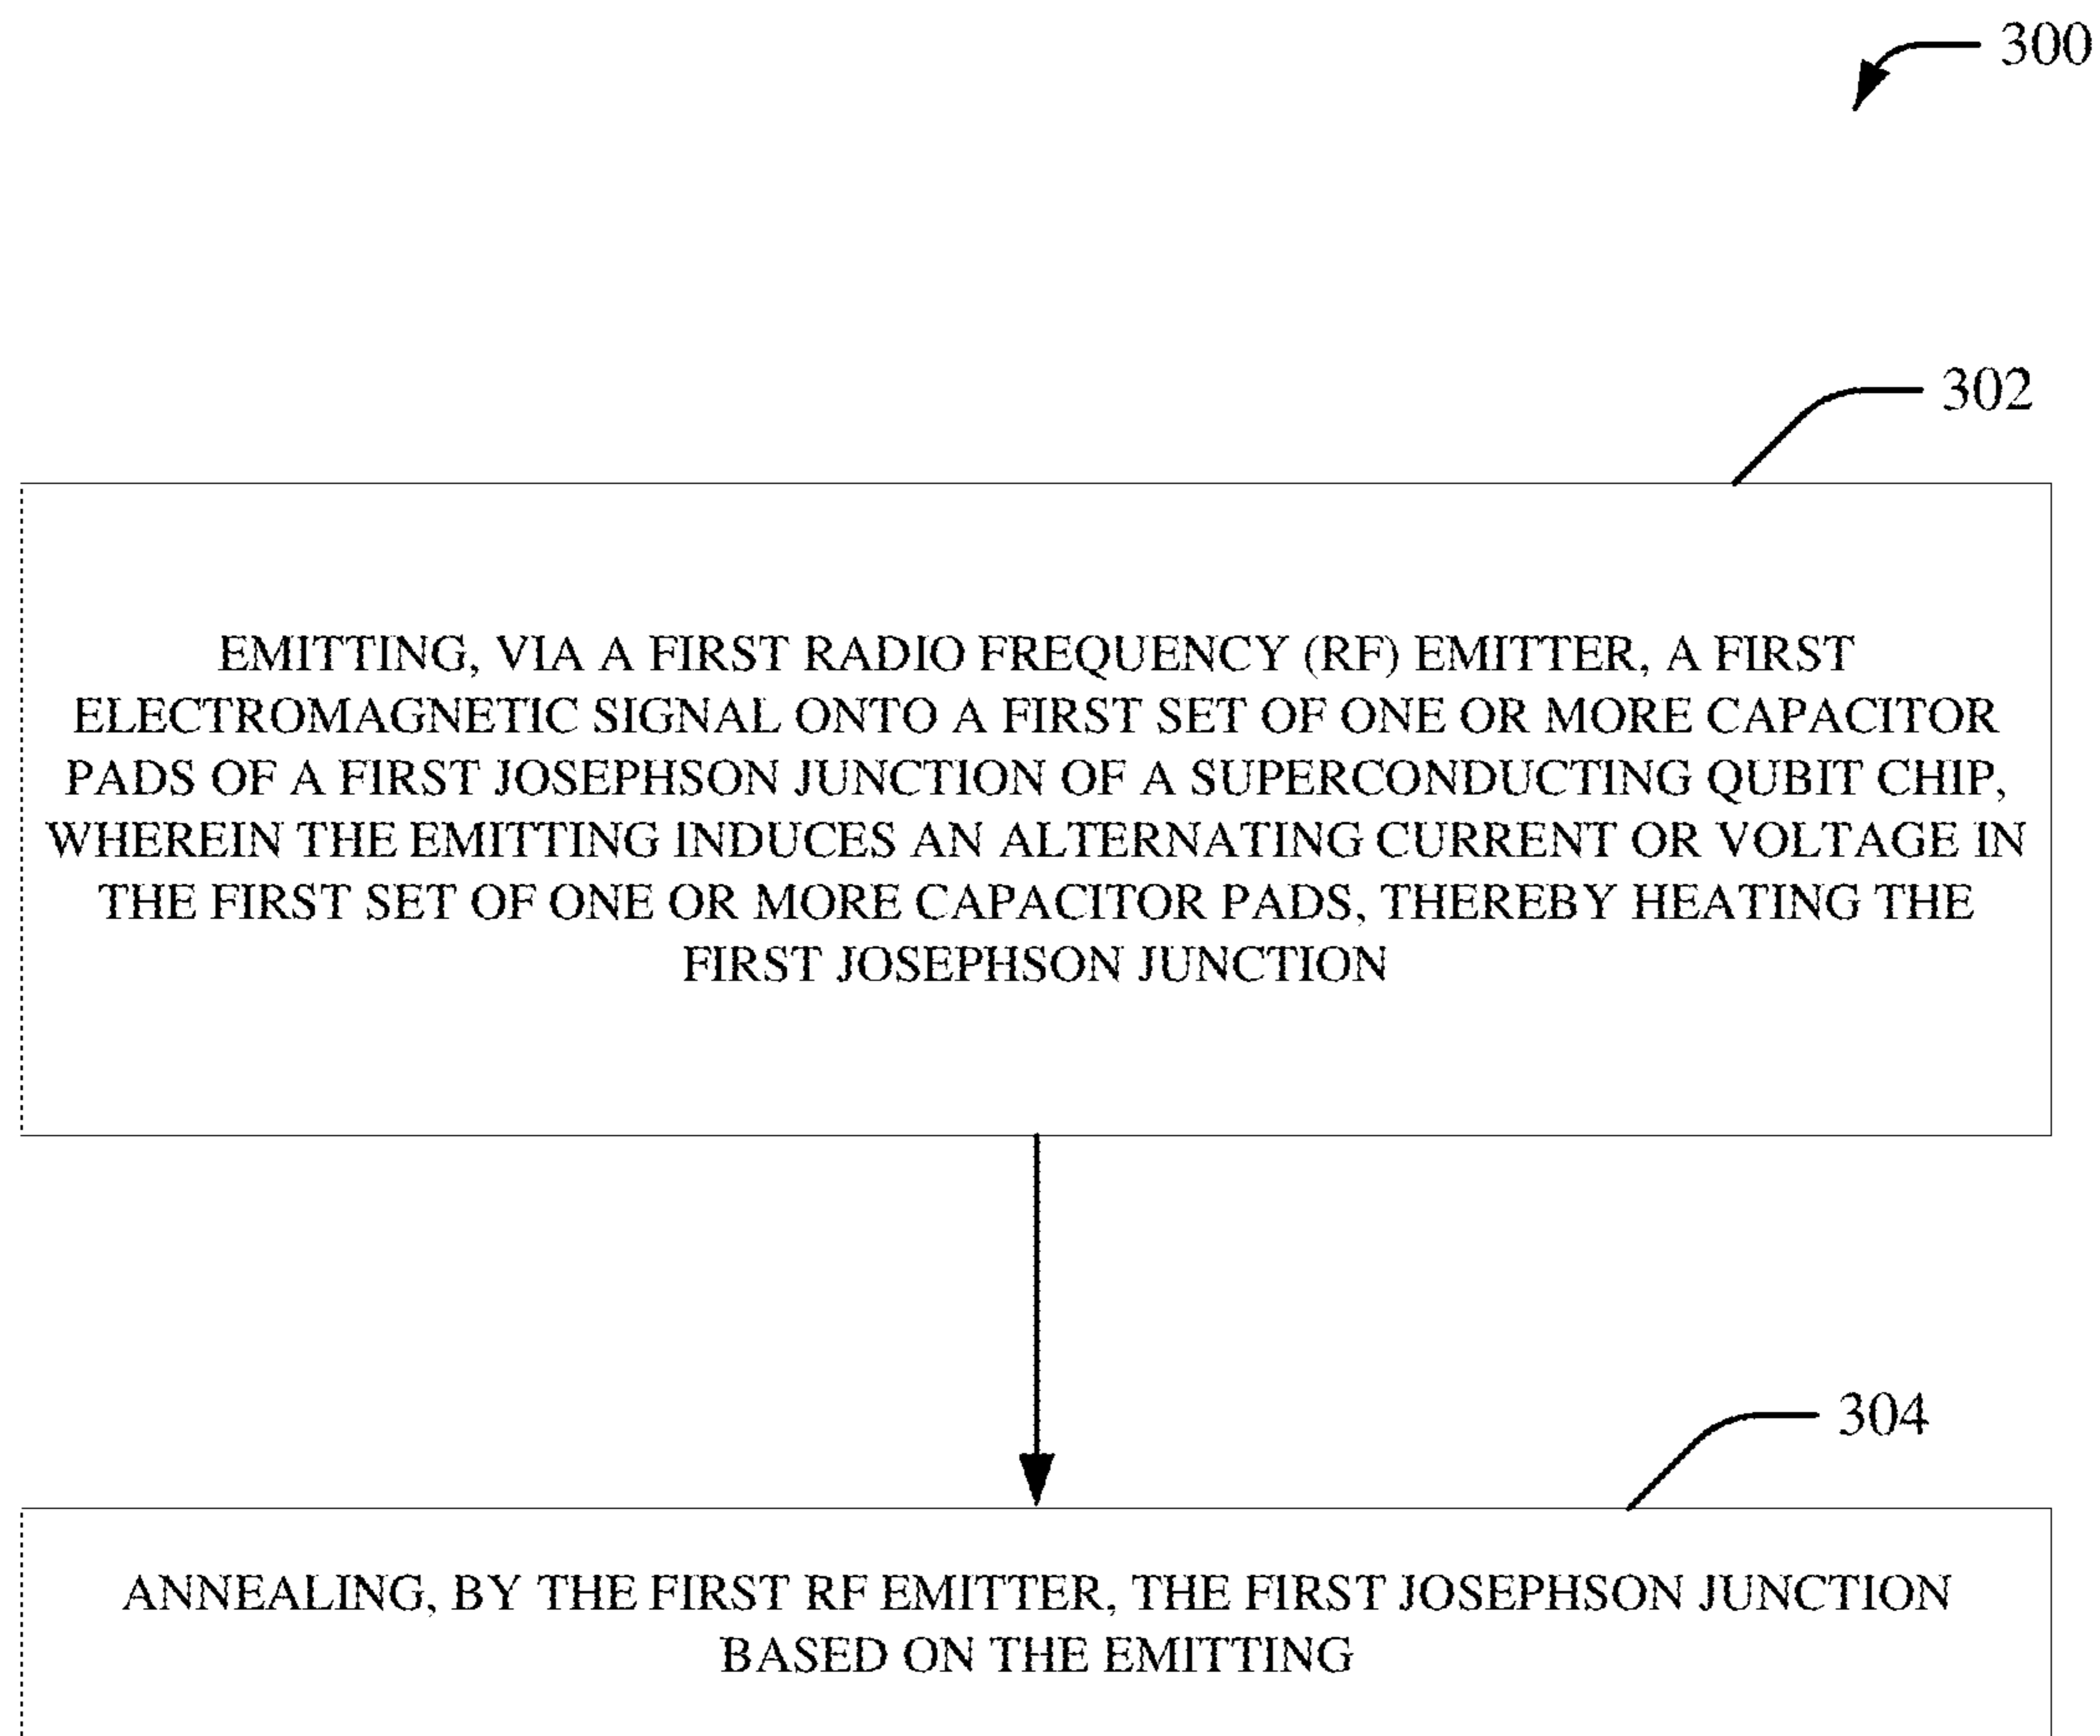 300
302
EMITTING, VIA A FIRST RADIO FREQUENCY (RF) EMITTER, A FIRST
ELECTROMAGNETIC SIGNAL ONTO A FIRST SET OF ONE OR MORE CAPACITOR
PADS OF A FIRST JOSEPHSON JUNCTION OF A SUPERCONDUCTING QUBIT CHIP,
WHEREIN THE EMITTING INDUCES AN ALTERNATING CURRENT OR VOLTAGE IN
THE FIRST SET OF ONE OR MORE CAPACITOR PADS, THEREBY HEATING THE
FIRST JOSEPHSON JUNCTION
304
ANNEALING, BY THE FIRST RF EMITTER, THE FIRST JOSEPHSON JUNCTION
BASED ON THE EMITTING